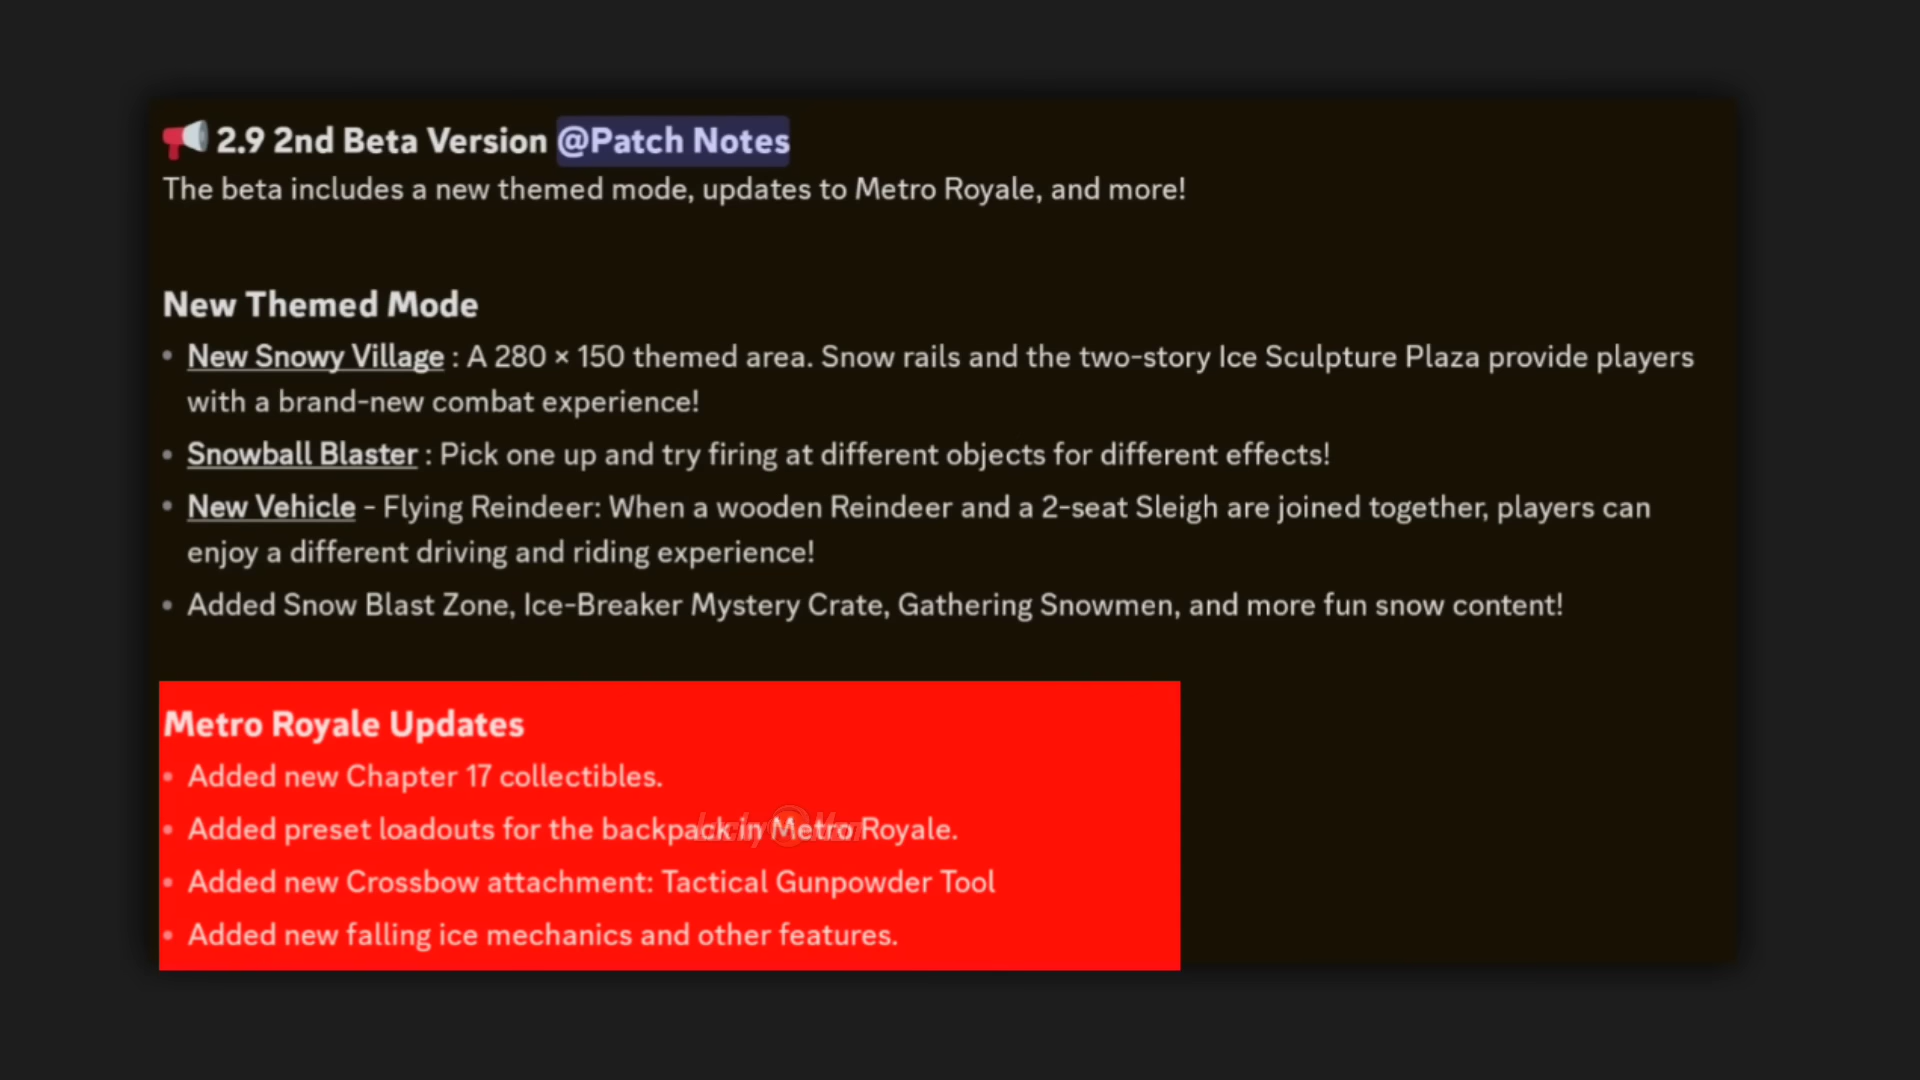 📢 2.9 2nd Beta Version @Patch Notes
The beta includes a new themed mode, updates to Metro Royale, and more!
New Themed Mode
• New Snowy Village : A 280 × 150 themed area. Snow rails and the two-story Ice Sculpture Plaza provide players
with a brand-new combat experience!
• Snowball Blaster : Pick one up and try firing at different objects for different effects!
• New Vehicle - Flying Reindeer: When a wooden Reindeer and a 2-seat Sleigh are joined together, players can
enjoy a different driving and riding experience!
• Added Snow Blast Zone, Ice-Breaker Mystery Crate, Gathering Snowmen, and more fun snow content!
Metro Royale Updates
• Added new Chapter 17 collectibles.
• Added preset loadouts for the backpack in Metro Royale.
Lucky Man
• Added new Crossbow attachment: Tactical Gunpowder Tool
• Added new falling ice mechanics and other features.